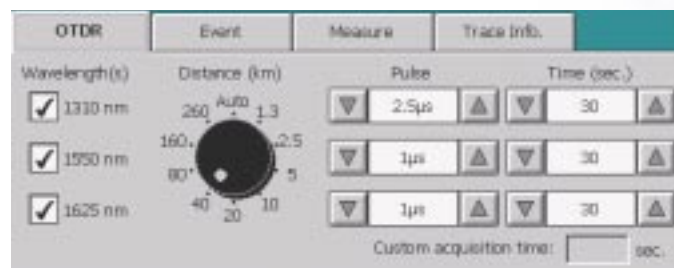 OTDR Event Measure Trace Info.
Wavelength(s) Distance (km) Pulse Time (sec.)
Auto
260 1.3
1310 nm 2.5µs 30
160 2.5
1550 nm 1µs 30
80 5
40 20 10
1625 nm 1µs 30
Custom acquisition time: sec.